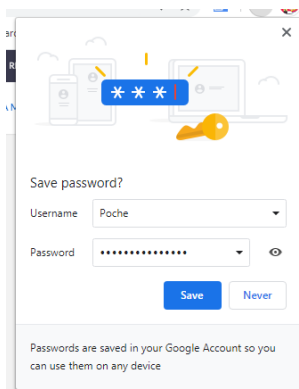 ***
Save password?
Username Poche
Password •••••••••••••••
Save Never
Passwords are saved in your Google Account so you
can use them on any device